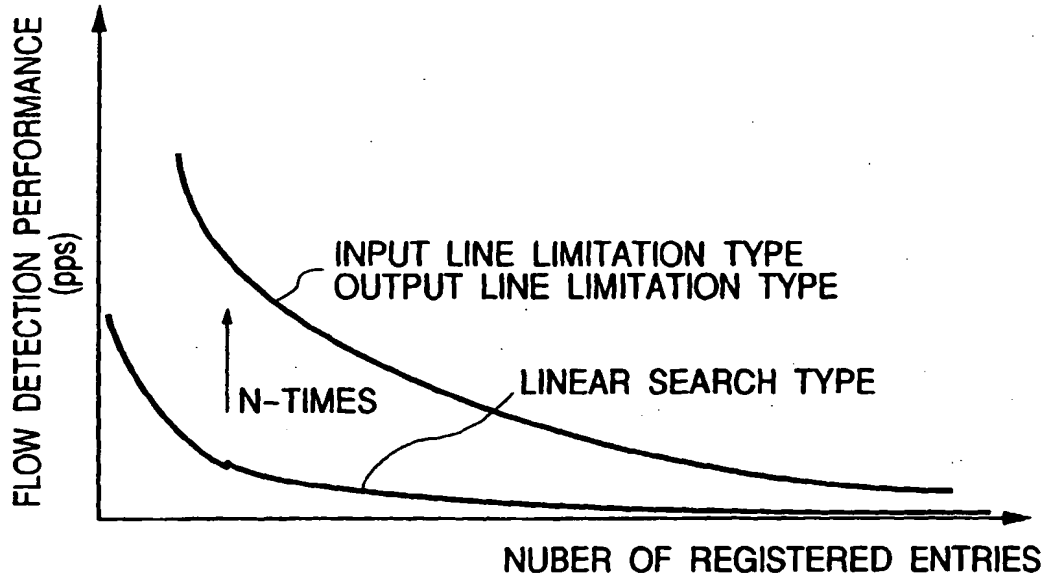 FLOW DETECTION PERFORMANCE
(pps)
INPUT LINE LIMITATION TYPE
OUTPUT LINE LIMITATION TYPE
LINEAR SEARCH TYPE
N-TIMES
NUBER OF REGISTERED ENTRIES